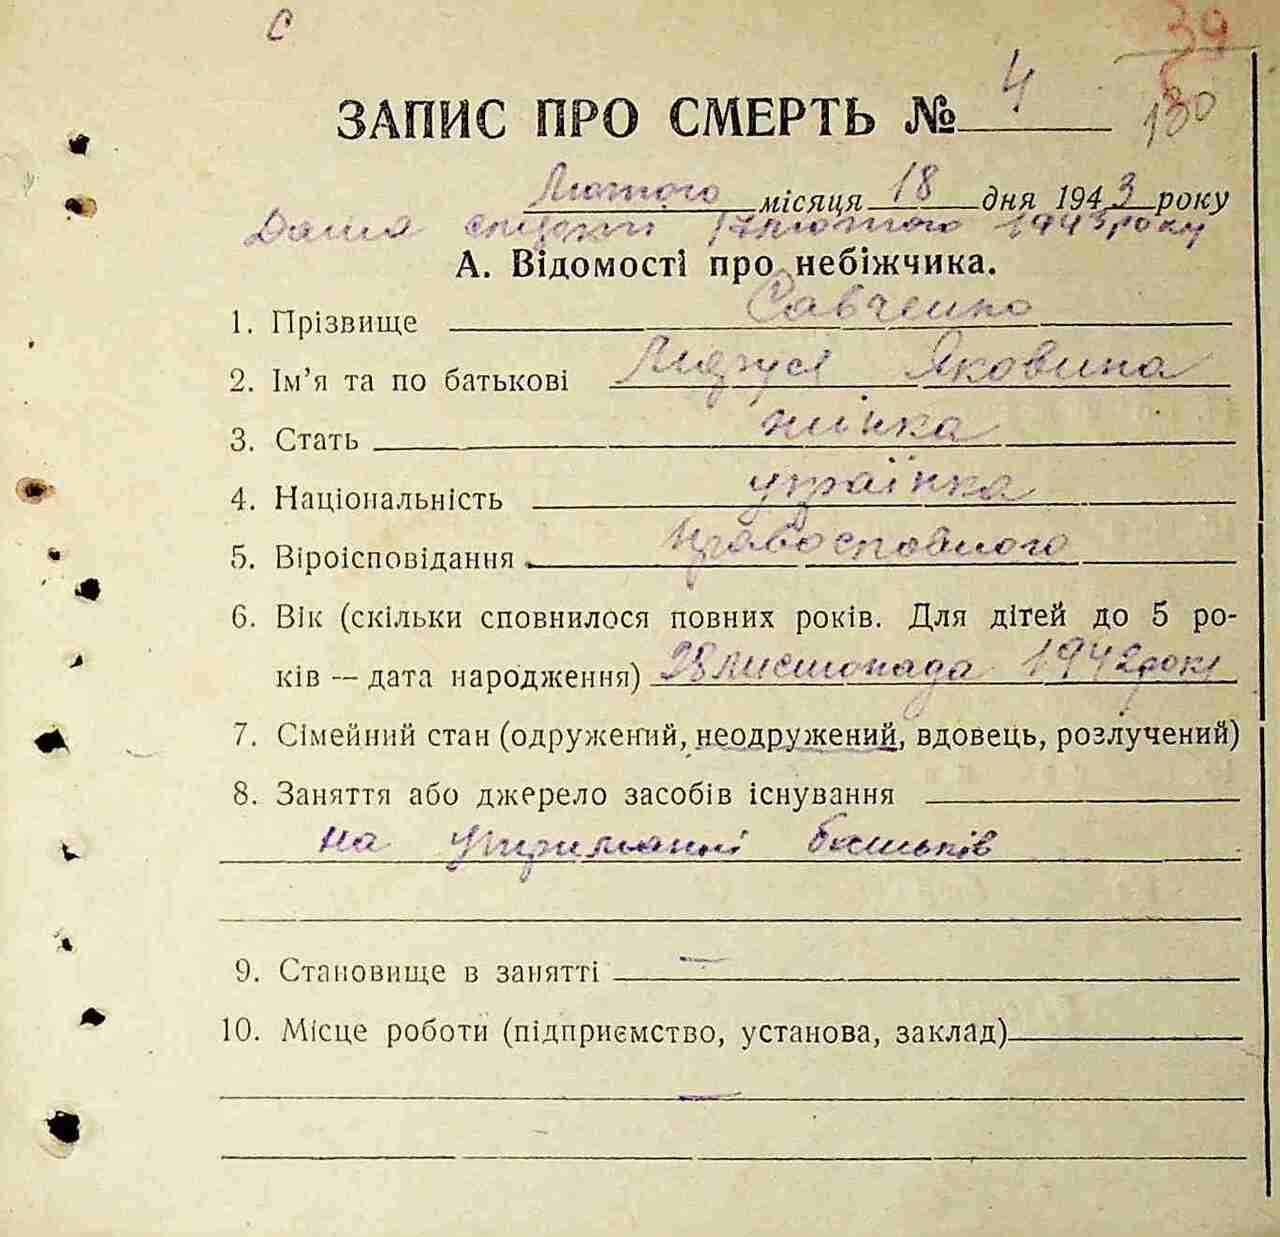 С
39
4
130
ЗАПИС ПРО СМЕРТЬ №
Лютого місяця 18 дня 1943 року
Дата смерти 17 лютого 1943 року
А. Відомості про небіжчика.
1. Прізвище Савченко
2. Ім’я та по батькові Яковина
3. Стать жінка
4. Національність українка
5. Віроісповідання православного
6. Вік (скільки сповнилося повних років. Для дітей до 5 ро-
ків — дата народження) 28 листопада 1942 року
7. Сімейний стан (одружений, неодружений, вдовець, розлучений)
8. Заняття або джерело засобів існування
на утриманні батьків
9. Становище в занятті —
10. Місце роботи (підприємство, установа, заклад)
—